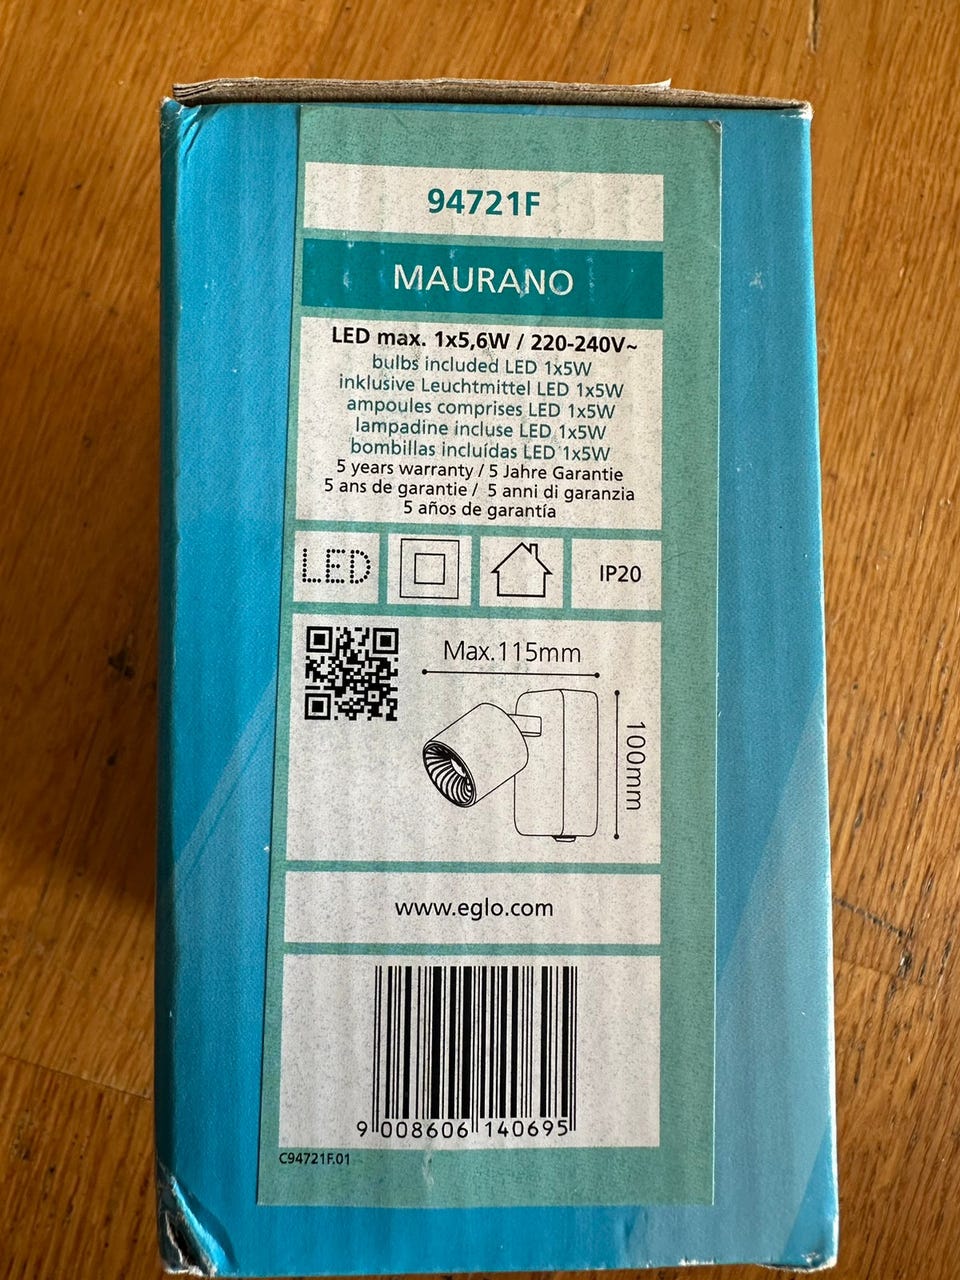 94721F
MAURANO
LED max. 1x5,6W / 220-240V~
bulbs included LED 1x5W
inklusive Leuchtmittel LED 1x5W
ampoules comprises LED 1x5W
lampadine incluse LED 1x5W
bombillas incluídas LED 1x5W
5 years warranty / 5 Jahre Garantie
5 ans de garantie / 5 anni di garanzia
5 años de garantía
LED
IP20
Max.115mm
100mm
www.eglo.com
9 008606 140695
C94721F.01